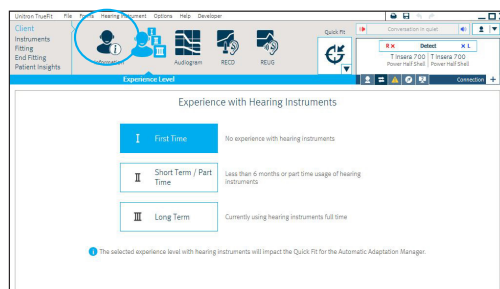 Unitron TrueFit File Forms Hearing Instrument Options Help Developer
Client
Instruments
Fitting
End Fitting
Patient Insights
Information
Audiogram
RECD
REUG
Quick Fit
Conversation in quiet
R X Detect X L
T Insera 700 T Insera 700
Power Half Shell Power Half Shell
Experience Level
Connection +
Experience with Hearing Instruments
I First Time No experience with hearing instruments
II Short Term / Part Time Less than 6 months or part time usage of hearing instruments
III Long Term Currently using hearing instruments full time
The selected experience level with hearing instruments will impact the Quick Fit for the Automatic Adaptation Manager.